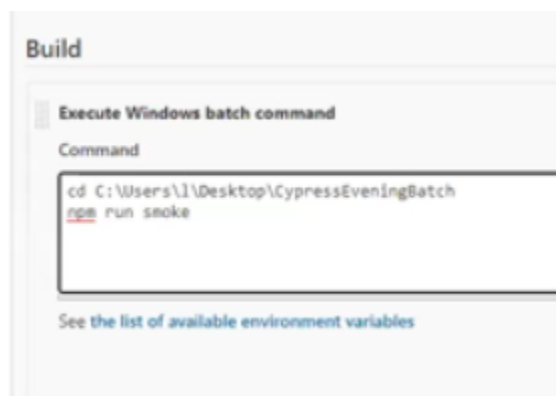 Build
Execute Windows batch command
Command
cd C:\Users\l\Desktop\CypressEveningBatch
npm run smoke
See the list of available environment variables